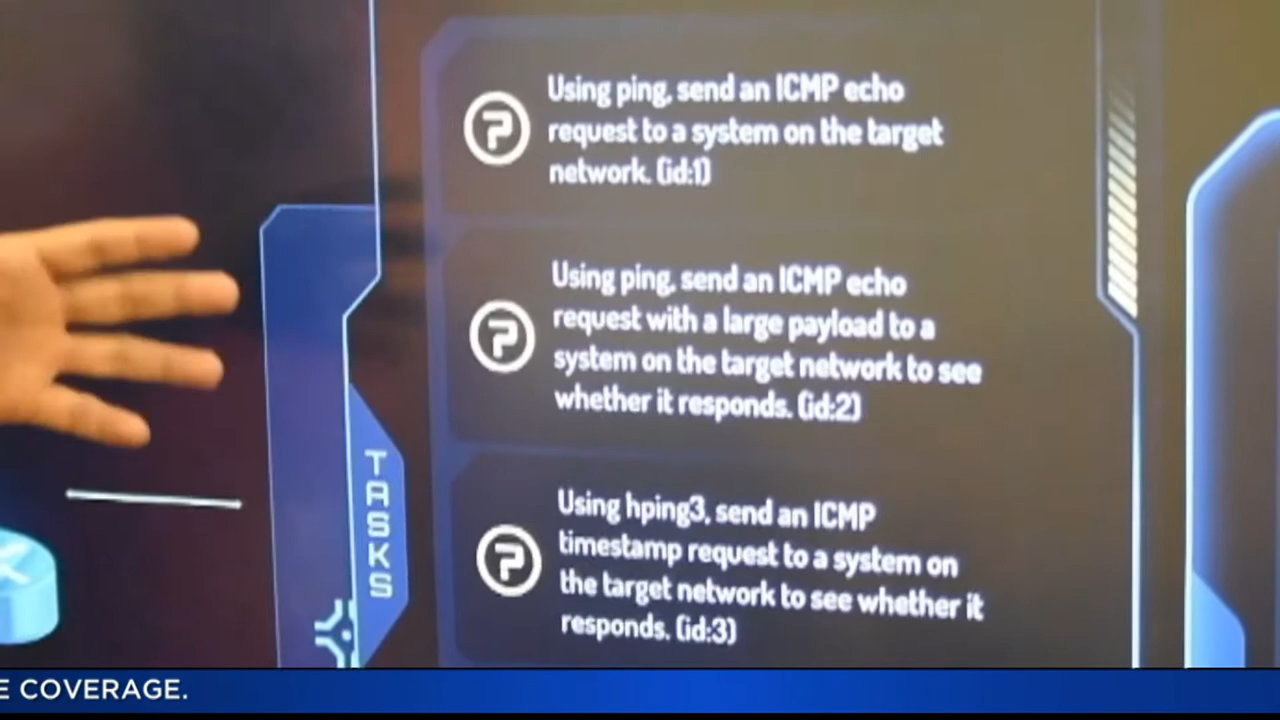 Using ping, send an ICMP echo
request to a system on the target
network. (id:1)
Using ping, send an ICMP echo
request with a large payload to a
system on the target network to see
whether it responds. (id:2)
Using hping3, send an ICMP
timestamp request to a system on
the target network to see whether it
responds. (id:3)
TASKS
E COVERAGE.